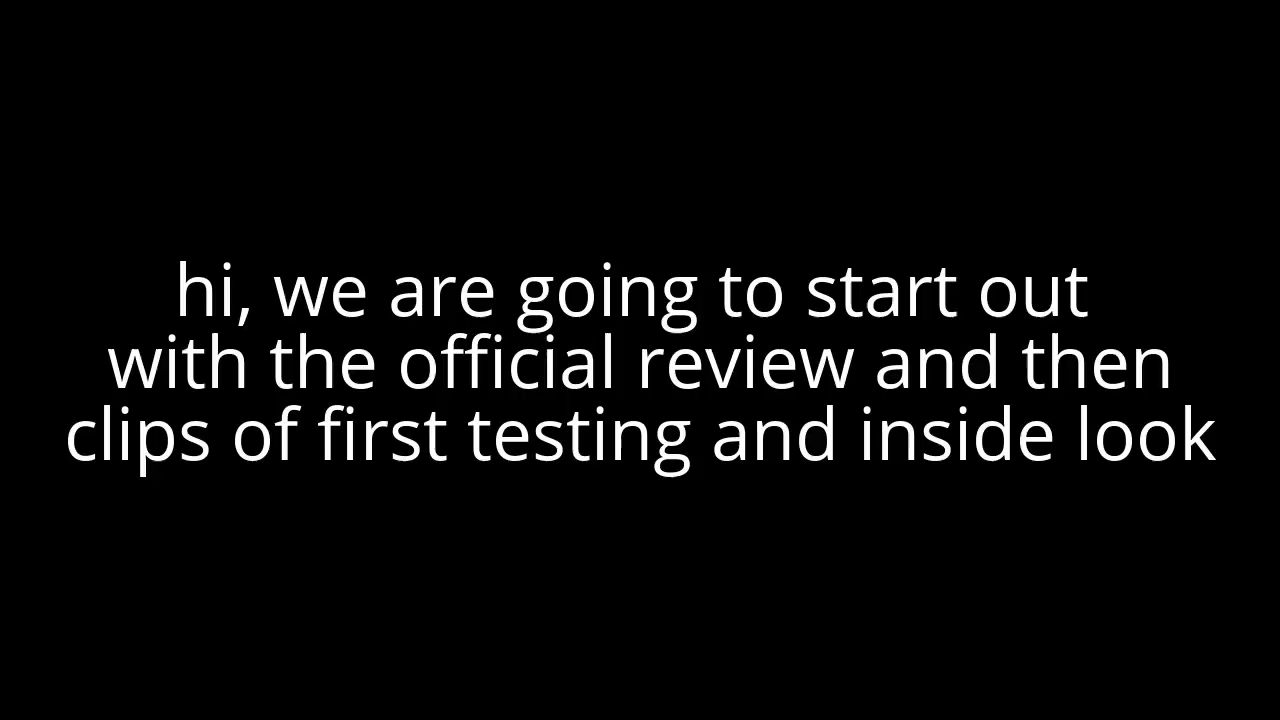 hi, we are going to start out
with the official review and then
clips of first testing and inside look